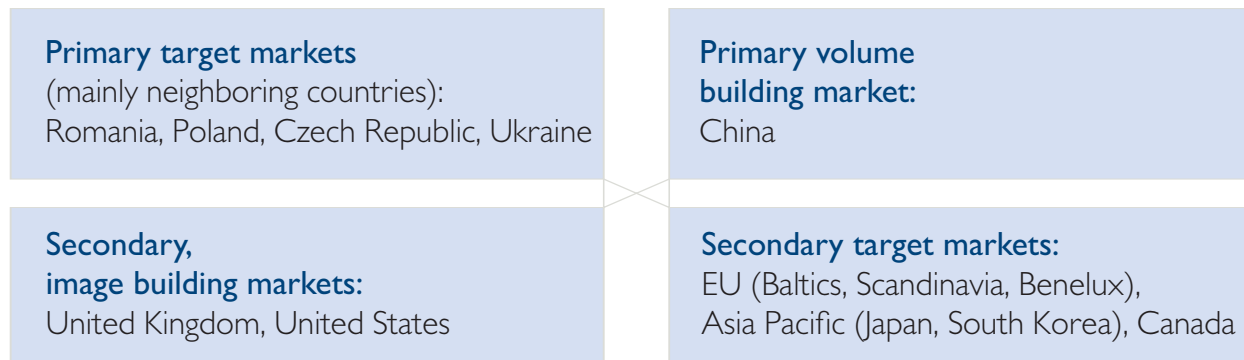 Primary target markets
(mainly neighboring countries):
Romania, Poland, Czech Republic, Ukraine
Primary volume
building market:
China
Secondary,
image building markets:
United Kingdom, United States
Secondary target markets:
EU (Baltics, Scandinavia, Benelux),
Asia Pacific (Japan, South Korea), Canada